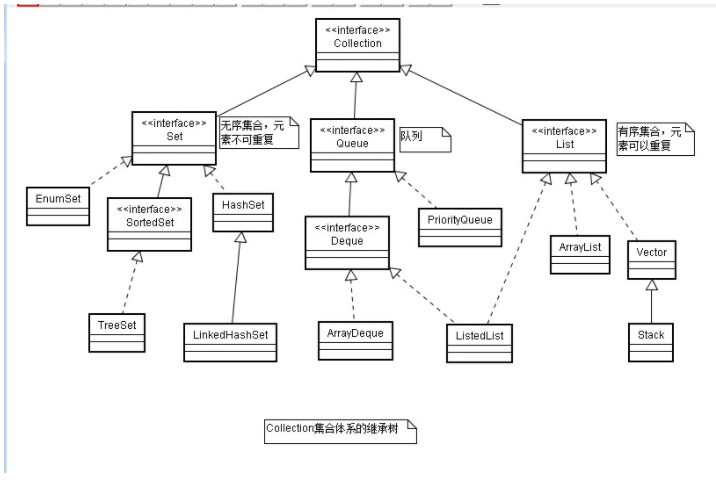 <<interface>>
Collection
<<interface>>
Set
无序集合，元
素不可重复
<<interface>>
Queue
队列
<<interface>>
List
有序集合，元
素可以重复
EnumSet
<<interface>>
SortedSet
HashSet
<<interface>>
Deque
PriorityQueue
ArrayList
Vector
TreeSet
LinkedHashSet
ArrayDeque
ListedList
Stack
Collection集合体系的继承树